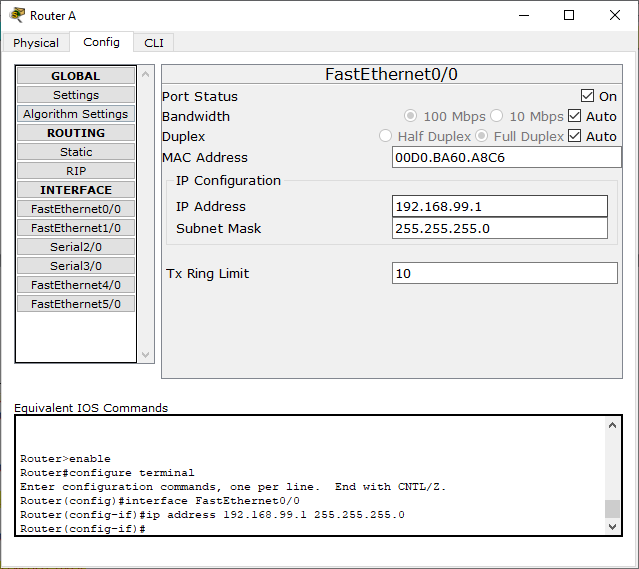 Router A
Physical Config CLI
GLOBAL
Settings
Algorithm Settings
ROUTING
Static
RIP
INTERFACE
FastEthernet0/0
FastEthernet1/0
Serial2/0
Serial3/0
FastEthernet4/0
FastEthernet5/0
FastEthernet0/0
Port Status On
Bandwidth 100 Mbps 10 Mbps Auto
Duplex Half Duplex Full Duplex Auto
MAC Address 00D0.BA60.A8C6
IP Configuration
IP Address 192.168.99.1
Subnet Mask 255.255.255.0
Tx Ring Limit 10
Equivalent IOS Commands
Router>enable
Router#configure terminal
Enter configuration commands, one per line.  End with CNTL/Z.
Router(config)#interface FastEthernet0/0
Router(config-if)#ip address 192.168.99.1 255.255.255.0
Router(config-if)#